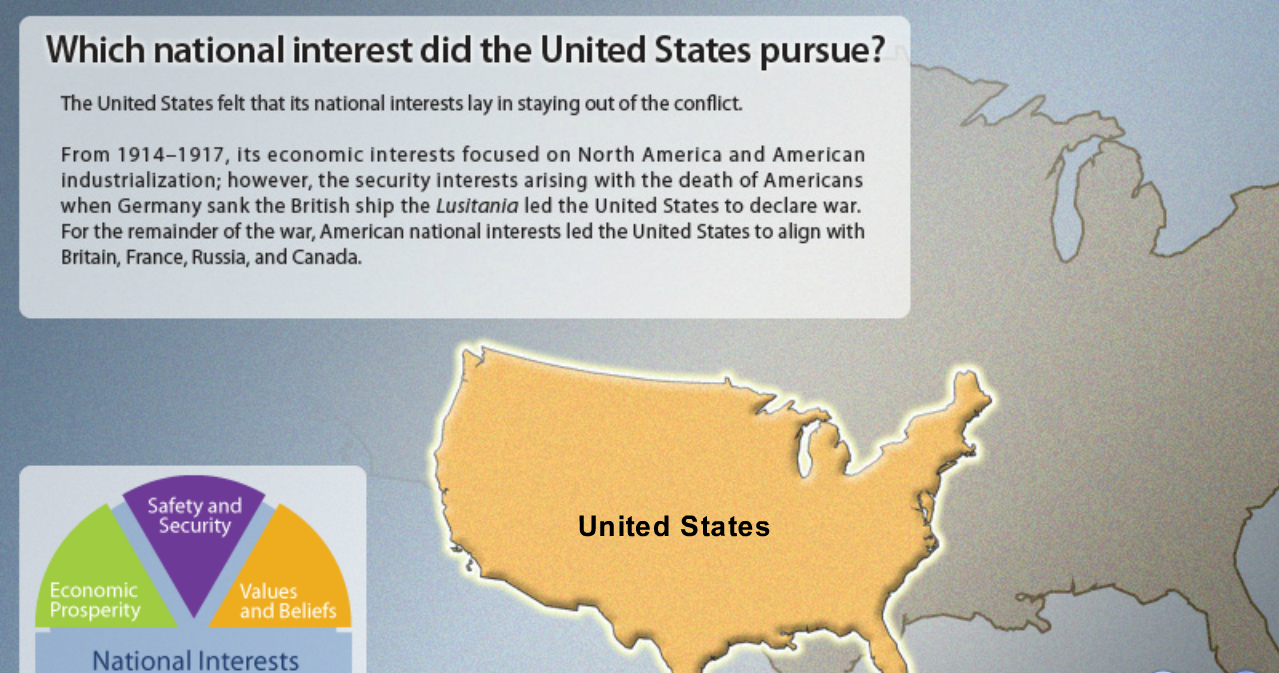 Which national interest did the United States pursue?
The United States felt that its national interests lay in staying out of the conflict.
From 1914–1917, its economic interests focused on North America and American
industrialization; however, the security interests arising with the death of Americans
when Germany sank the British ship the Lusitania led the United States to declare war.
For the remainder of the war, American national interests led the United States to align with
Britain, France, Russia, and Canada.
United States
Safety and
Security
Economic
Prosperity
Values
and Beliefs
National Interests